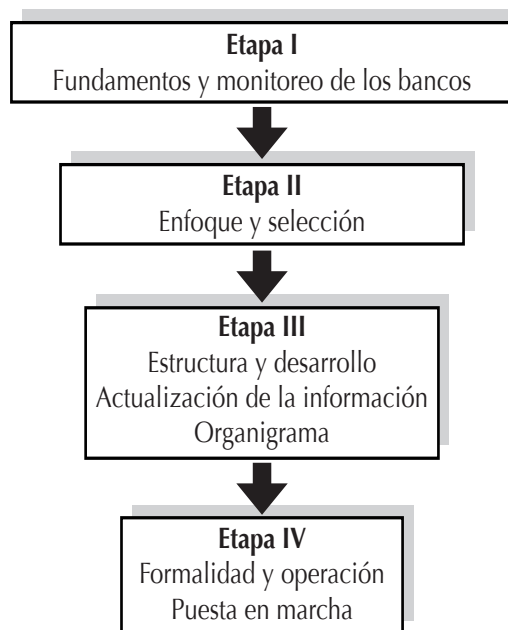 Etapa I
Fundamentos y monitoreo de los bancos
Etapa II
Enfoque y selección
Etapa III
Estructura y desarrollo
Actualización de la información
Organigrama
Etapa IV
Formalidad y operación
Puesta en marcha